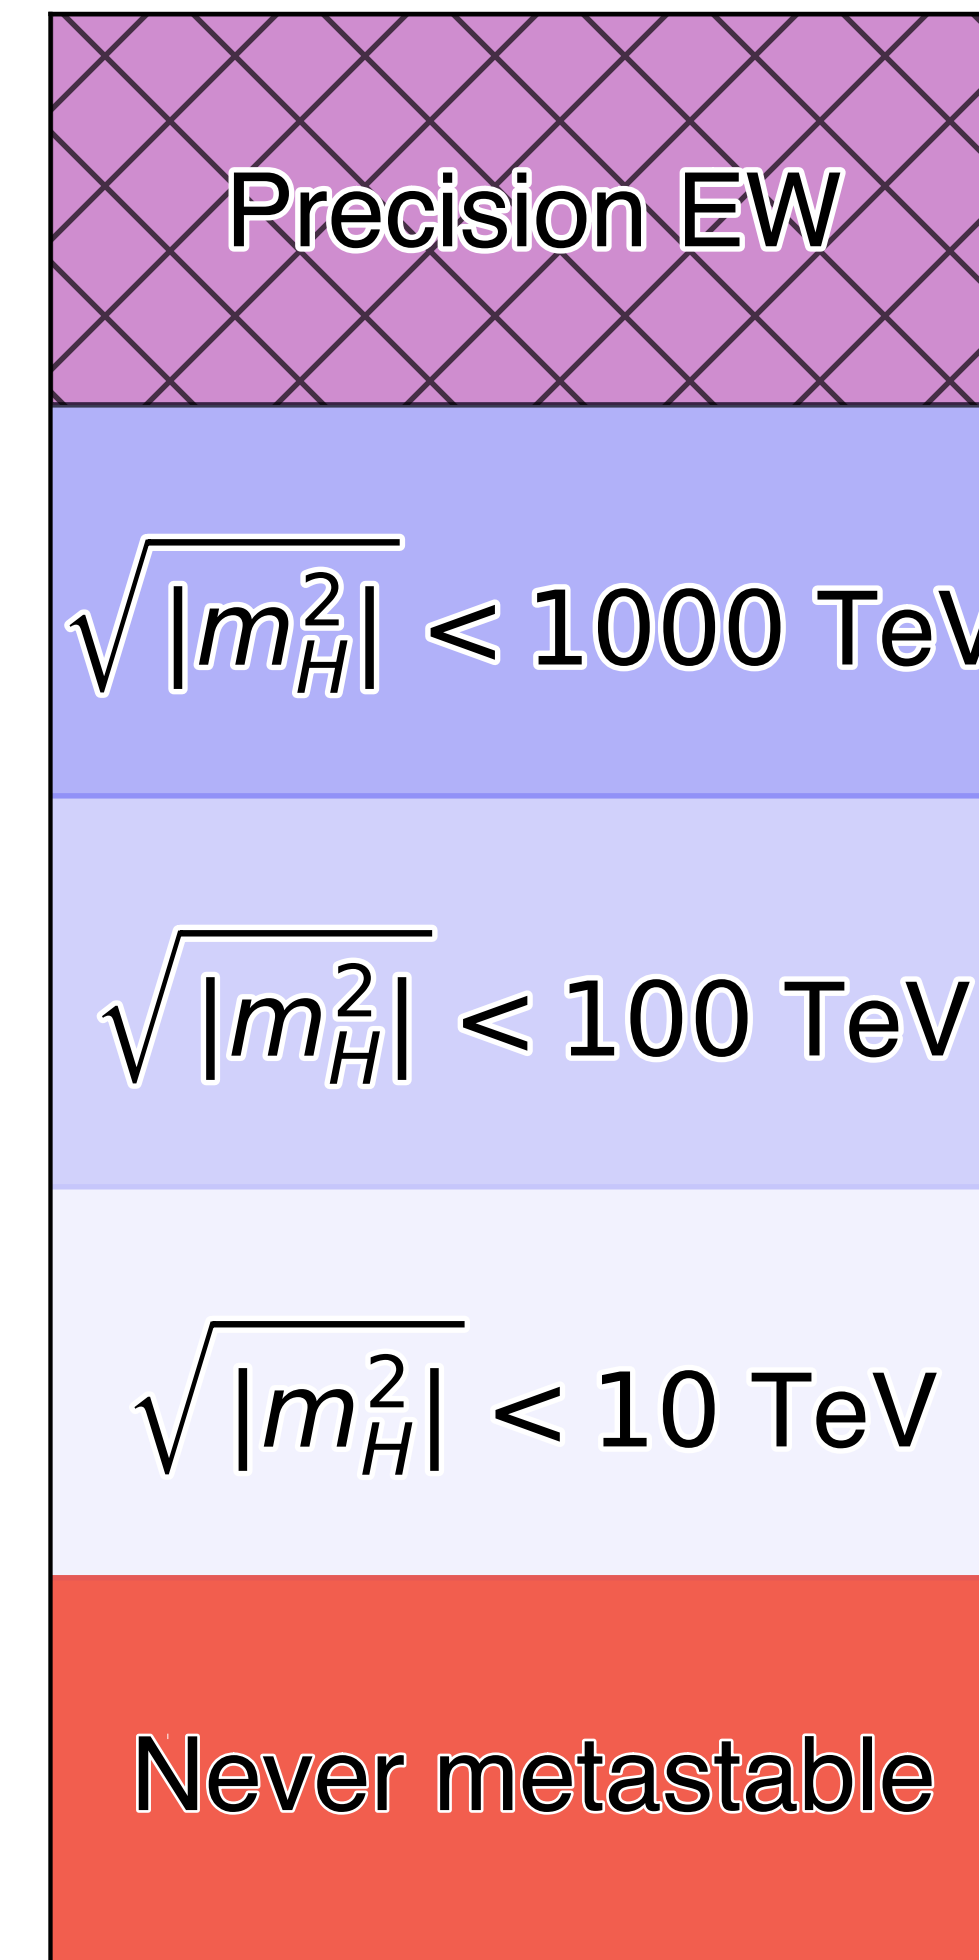 Precision EW
√|m_H^2| < 1000 TeV
√|m_H^2| < 100 TeV
√|m_H^2| < 10 TeV
Never metastable